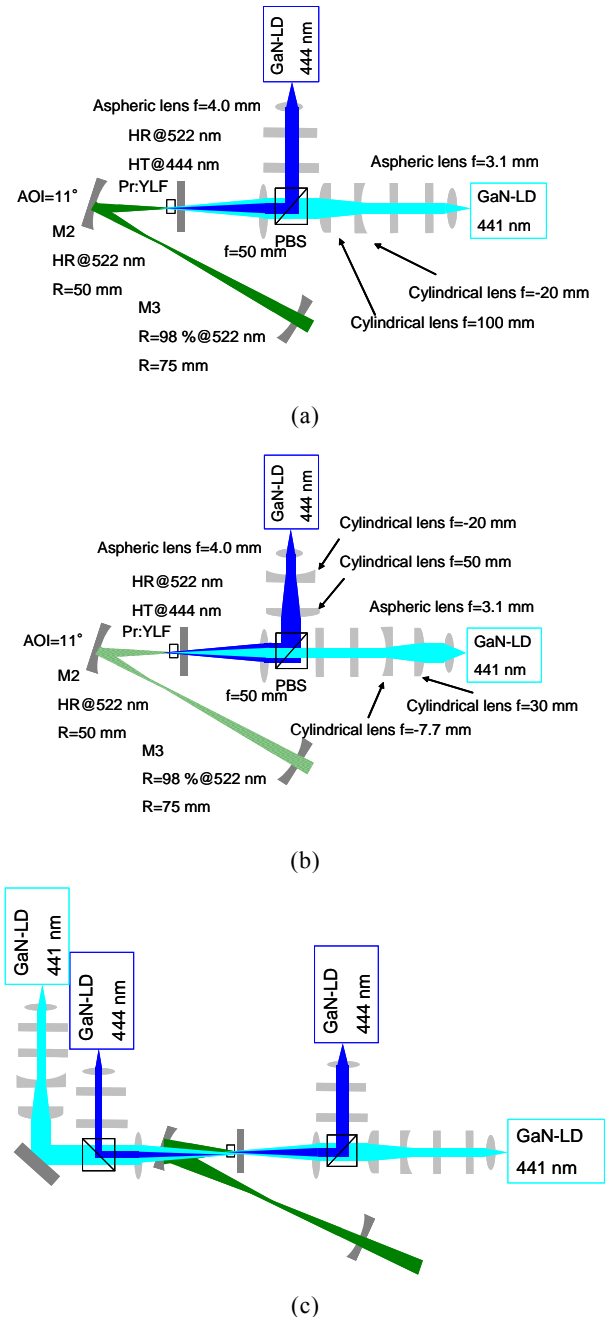 GaN-LD
444 nm
Aspheric lens f=4.0 mm
HR@522 nm
HT@444 nm
Aspheric lens f=3.1 mm
Pr:YLF
AOI=11°
GaN-LD
441 nm
M2
HR@522 nm
R=50 mm
f=50 mm
PBS
Cylindrical lens f=-20 mm
M3
R=98 %@522 nm
R=75 mm
Cylindrical lens f=100 mm
(a)
GaN-LD
444 nm
Cylindrical lens f=-20 mm
Aspheric lens f=4.0 mm
Cylindrical lens f=50 mm
HR@522 nm
HT@444 nm
Aspheric lens f=3.1 mm
Pr:YLF
AOI=11°
GaN-LD
441 nm
M2
HR@522 nm
R=50 mm
f=50 mm
PBS
Cylindrical lens f=30 mm
Cylindrical lens f=-7.7 mm
M3
R=98 %@522 nm
R=75 mm
(b)
GaN-LD
441 nm
GaN-LD
444 nm
GaN-LD
444 nm
GaN-LD
441 nm
(c)